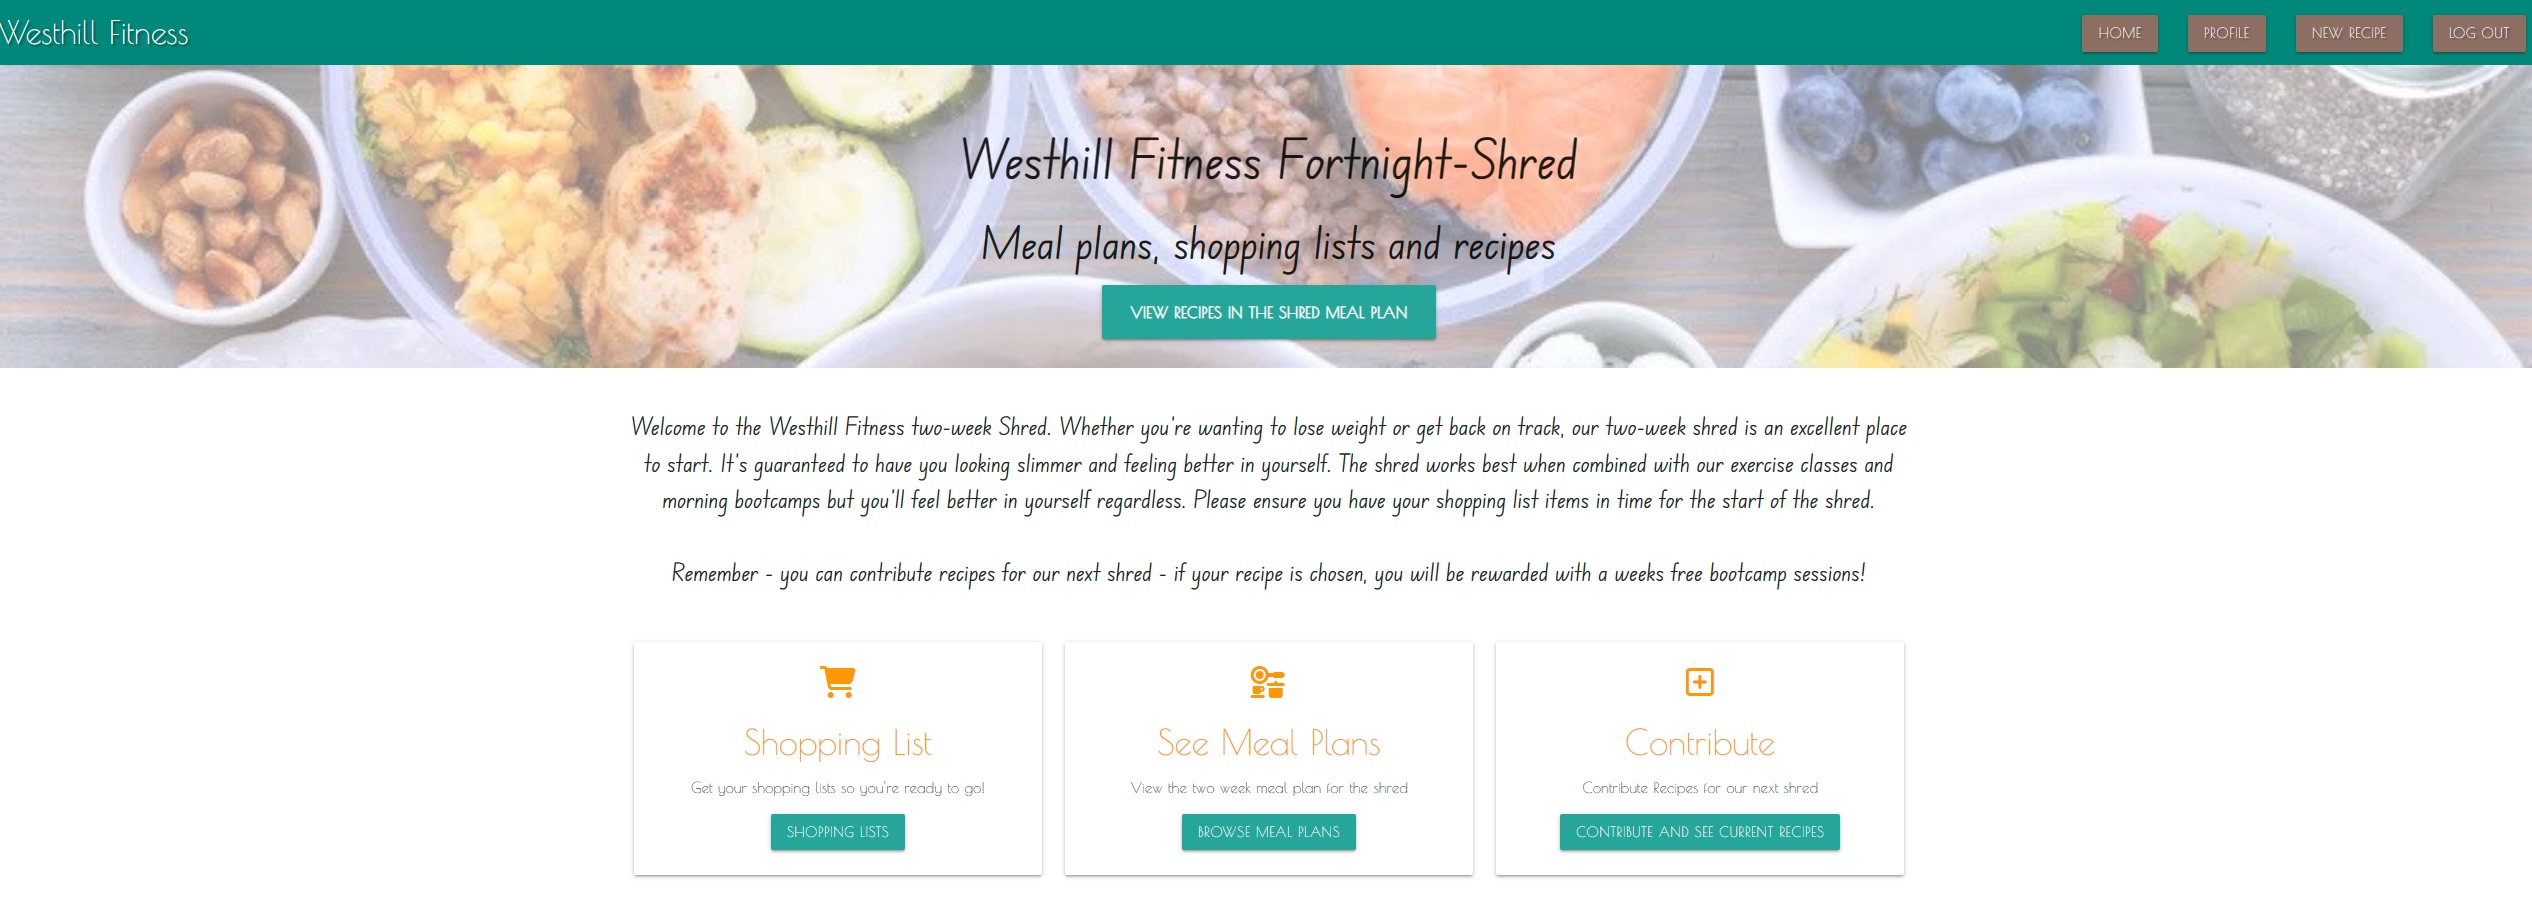 Westhill Fitness
HOME
PROFILE
NEW RECIPE
LOG OUT
Westhill Fitness Fortnight-Shred
Meal plans, shopping lists and recipes
VIEW RECIPES IN THE SHRED MEAL PLAN
Welcome to the Westhill Fitness two-week Shred. Whether you're wanting to lose weight or get back on track, our two-week shred is an excellent place
to start. It's guaranteed to have you looking slimmer and feeling better in yourself. The shred works best when combined with our exercise classes and
morning bootcamps but you'll feel better in yourself regardless. Please ensure you have your shopping list items in time for the start of the shred.
Remember - you can contribute recipes for our next shred - if your recipe is chosen, you will be rewarded with a weeks free bootcamp sessions!
Shopping List
Get your shopping lists so you're ready to go!
SHOPPING LISTS
See Meal Plans
View the two week meal plan for the shred
BROWSE MEAL PLANS
Contribute
Contribute Recipes for our next shred
CONTRIBUTE AND SEE CURRENT RECIPES